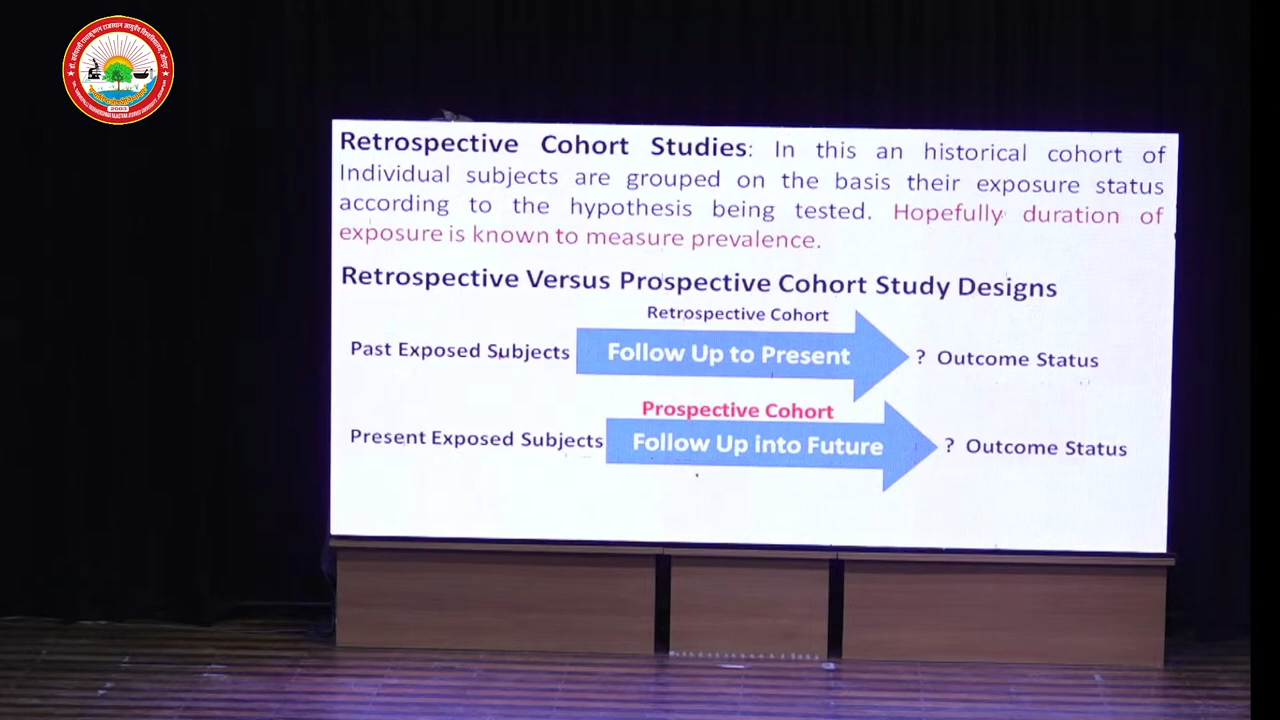 2003
Retrospective Cohort Studies: In this an historical cohort of
Individual subjects are grouped on the basis their exposure status
according to the hypothesis being tested. Hopefully duration of
exposure is known to measure prevalence.
Retrospective Versus Prospective Cohort Study Designs
Retrospective Cohort
Past Exposed Subjects Follow Up to Present ? Outcome Status
Prospective Cohort
Present Exposed Subjects Follow Up into Future ? Outcome Status